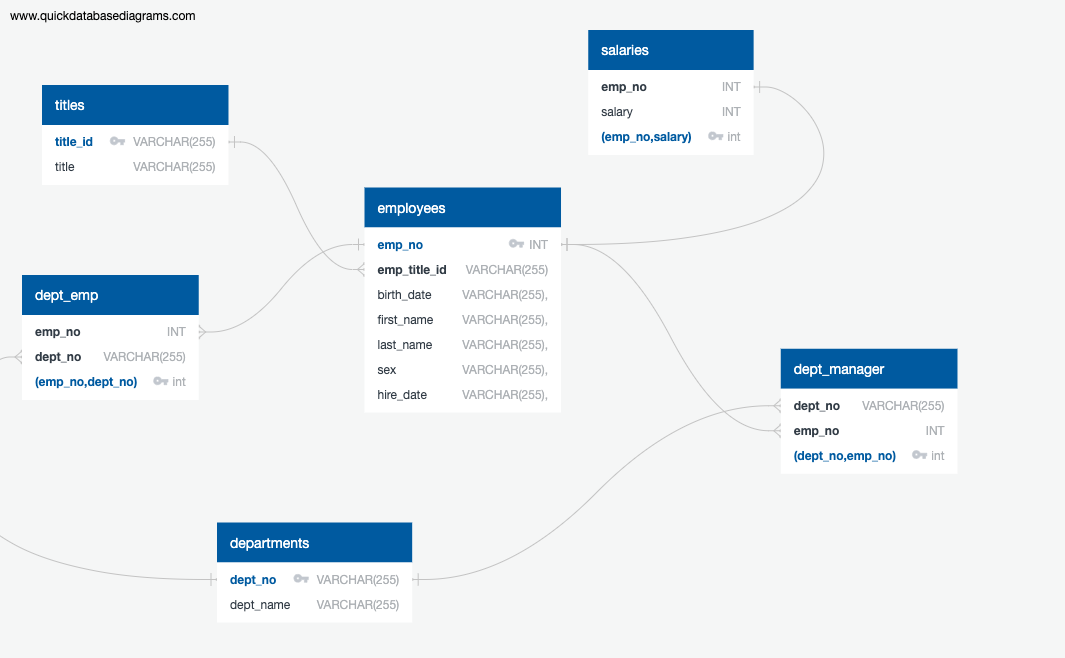 www.quickdatabasediagrams.com
salaries
emp_no INT
salary INT
(emp_no,salary) int
titles
title_id VARCHAR(255)
title VARCHAR(255)
employees
emp_no INT
emp_title_id VARCHAR(255)
birth_date VARCHAR(255),
first_name VARCHAR(255),
last_name VARCHAR(255),
sex VARCHAR(255),
hire_date VARCHAR(255),
dept_emp
emp_no INT
dept_no VARCHAR(255)
(emp_no,dept_no) int
dept_manager
dept_no VARCHAR(255)
emp_no INT
(dept_no,emp_no) int
departments
dept_no VARCHAR(255)
dept_name VARCHAR(255)